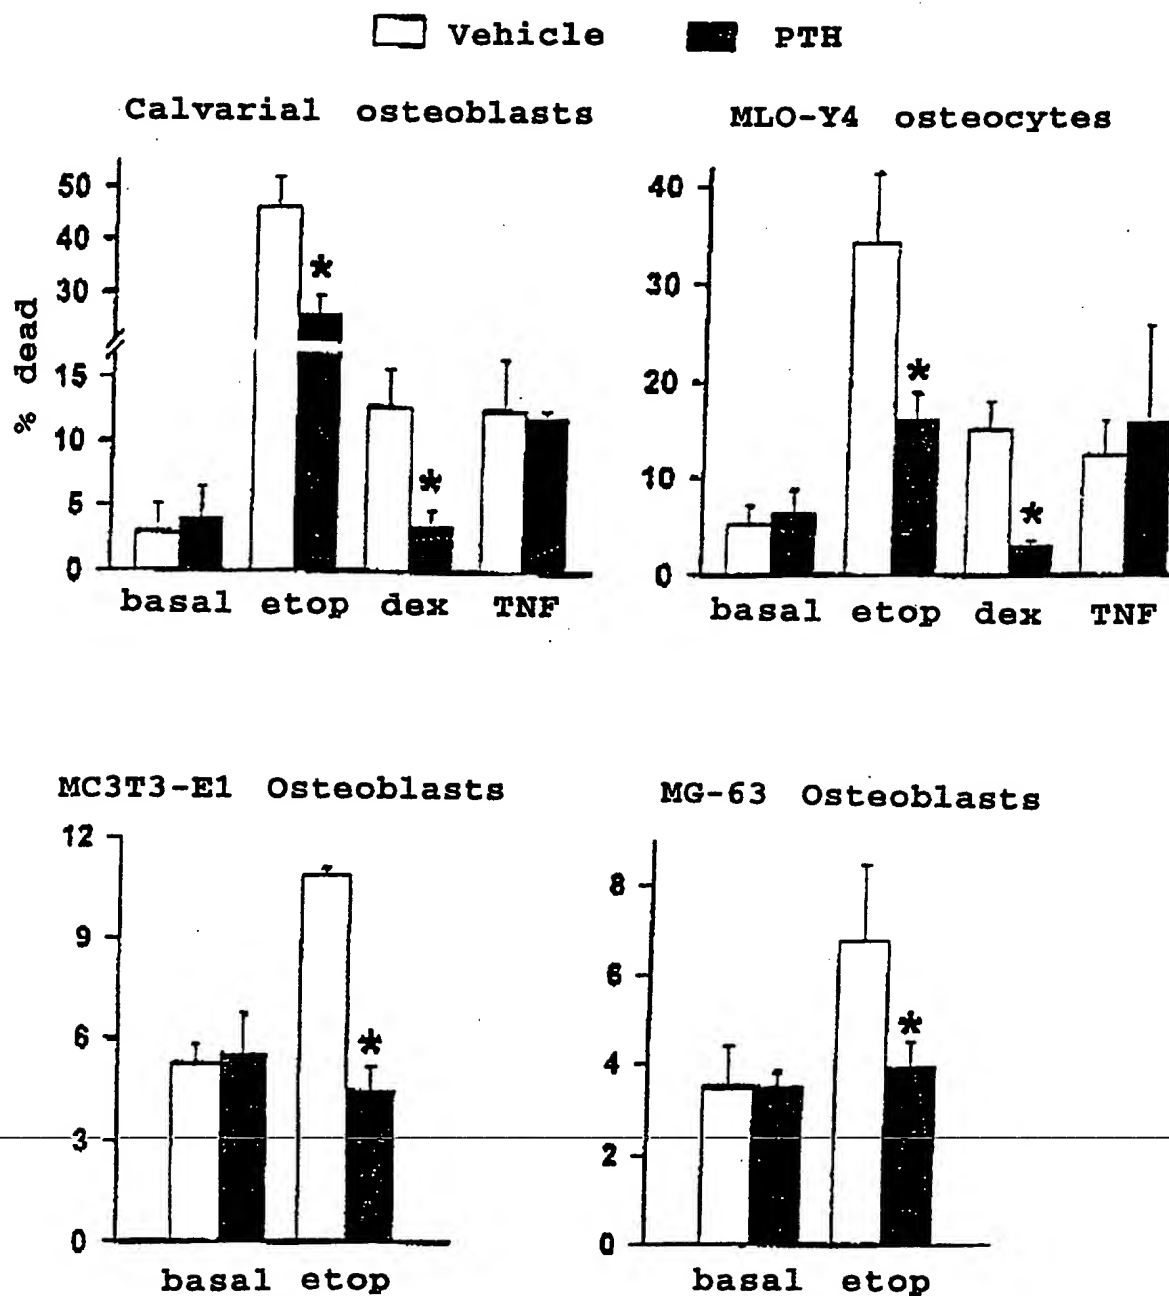 Vehicle PTH
Calvarial osteoblasts
% dead
50
40
30
15
10
5
0
basal etop dex TNF
*
*
MLO-Y4 osteocytes
40
30
20
10
0
basal etop dex TNF
*
*
MC3T3-E1 Osteoblasts
12
9
6
3
0
basal etop
*
MG-63 Osteoblasts
8
6
4
2
0
basal etop
*